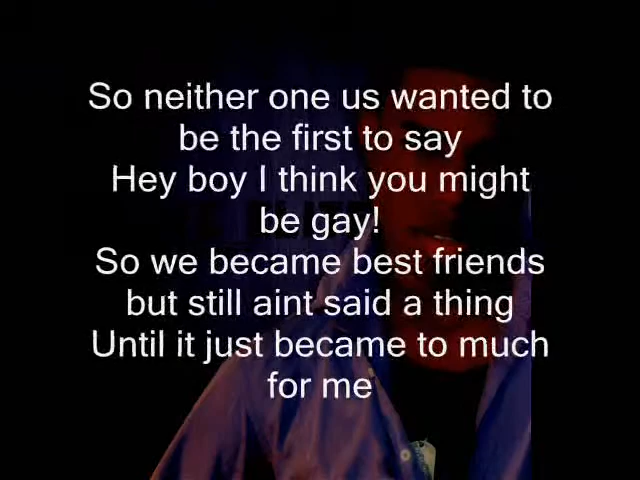 So neither one us wanted to
be the first to say
Hey boy I think you might
be gay!
So we became best friends
but still aint said a thing
Until it just became to much
for me